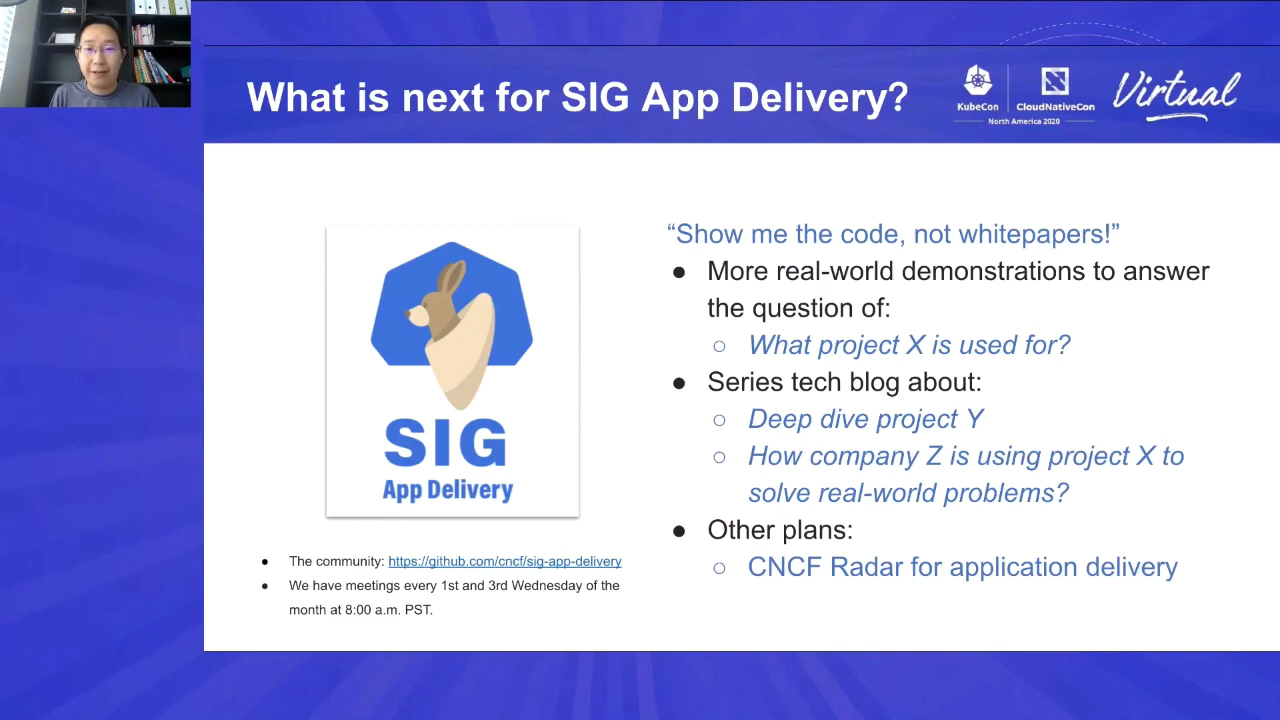 What is next for SIG App Delivery?
KubeCon
CloudNativeCon
North America 2020
Virtual
SIG
App Delivery
● The community: https://github.com/cncf/sig-app-delivery
● We have meetings every 1st and 3rd Wednesday of the
month at 8:00 a.m. PST.
“Show me the code, not whitepapers!”
● More real-world demonstrations to answer
the question of:
○ What project X is used for?
● Series tech blog about:
○ Deep dive project Y
○ How company Z is using project X to
solve real-world problems?
● Other plans:
○ CNCF Radar for application delivery